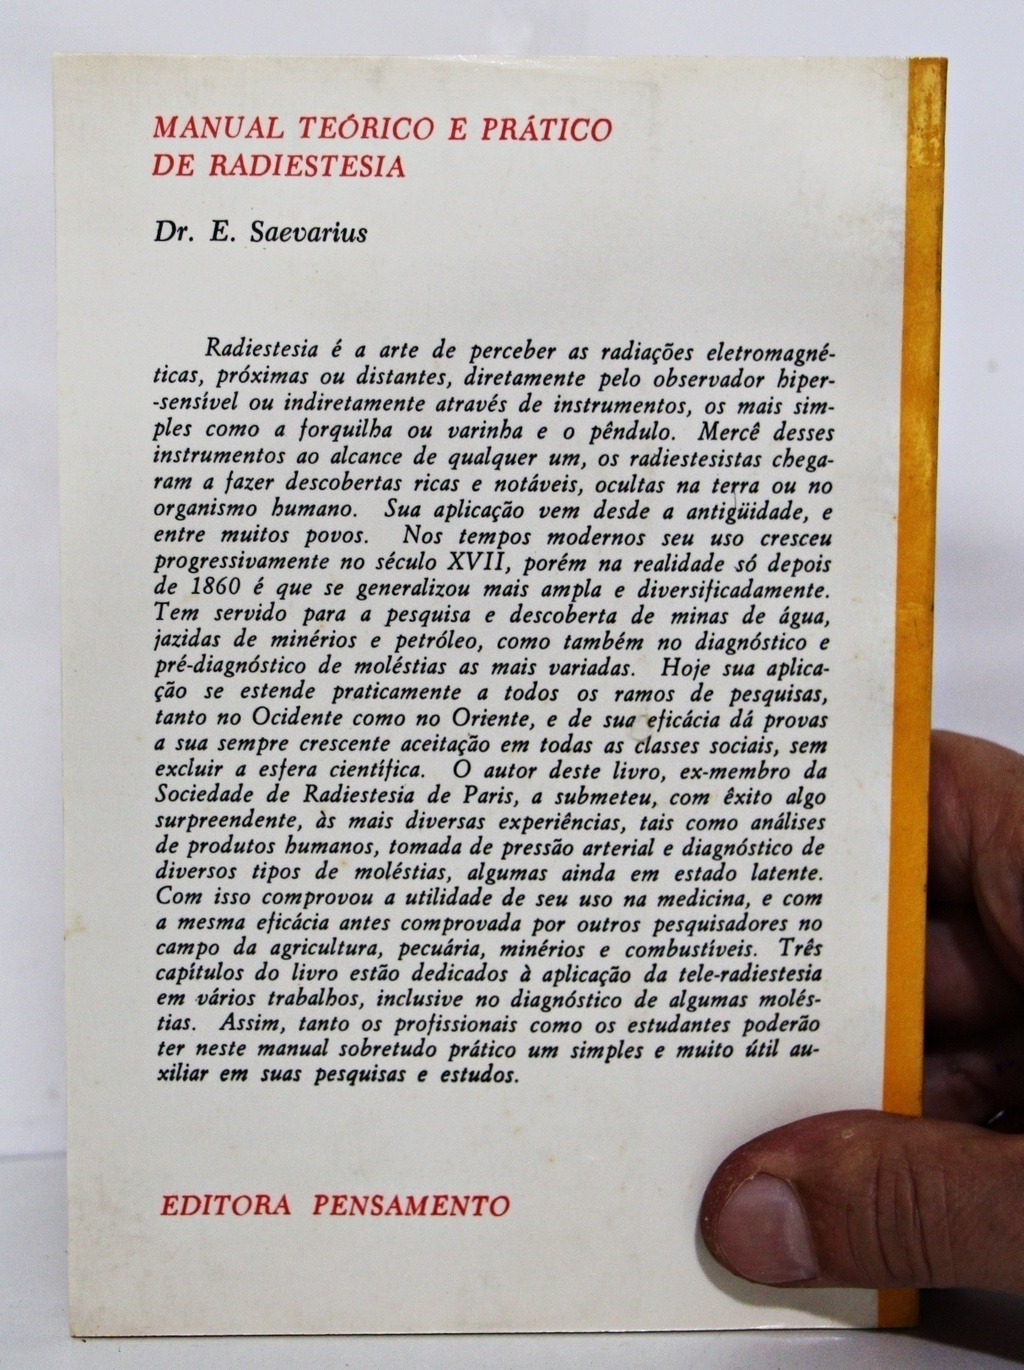 MANUAL TEÓRICO E PRÁTICO
DE RADIESTESIA
Dr. E. Saevarius
Radiestesia é a arte de perceber as radiações eletromagné-
ticas, próximas ou distantes, diretamente pelo observador hiper-
-sensível ou indiretamente através de instrumentos, os mais sim-
ples como a forquilha ou varinha e o pêndulo. Mercê desses
instrumentos ao alcance de qualquer um, os radiestesistas chega-
ram a fazer descobertas ricas e notáveis, ocultas na terra ou no
organismo humano. Sua aplicação vem desde a antigüidade, e
entre muitos povos. Nos tempos modernos seu uso cresceu
progressivamente no século XVII, porém na realidade só depois
de 1860 é que se generalizou mais ampla e diversificadamente.
Tem servido para a pesquisa e descoberta de minas de água,
jazidas de minérios e petróleo, como também no diagnóstico e
pré-diagnóstico de moléstias as mais variadas. Hoje sua aplica-
ção se estende praticamente a todos os ramos de pesquisas,
tanto no Ocidente como no Oriente, e de sua eficácia dá provas
a sua sempre crescente aceitação em todas as classes sociais, sem
excluir a esfera científica. O autor deste livro, ex-membro da
Sociedade de Radiestesia de Paris, a submeteu, com êxito algo
surpreendente, às mais diversas experiências, tais como análises
de produtos humanos, tomada de pressão arterial e diagnóstico de
diversos tipos de moléstias, algumas ainda em estado latente.
Com isso comprovou a utilidade de seu uso na medicina, e com
a mesma eficácia antes comprovada por outros pesquisadores no
campo da agricultura, pecuária, minérios e combustíveis. Três
capítulos do livro estão dedicados à aplicação da tele-radiestesia
em vários trabalhos, inclusive no diagnóstico de algumas molés-
tias. Assim, tanto os profissionais como os estudantes poderão
ter neste manual sobretudo prático um simples e muito útil au-
xiliar em suas pesquisas e estudos.
EDITORA PENSAMENTO